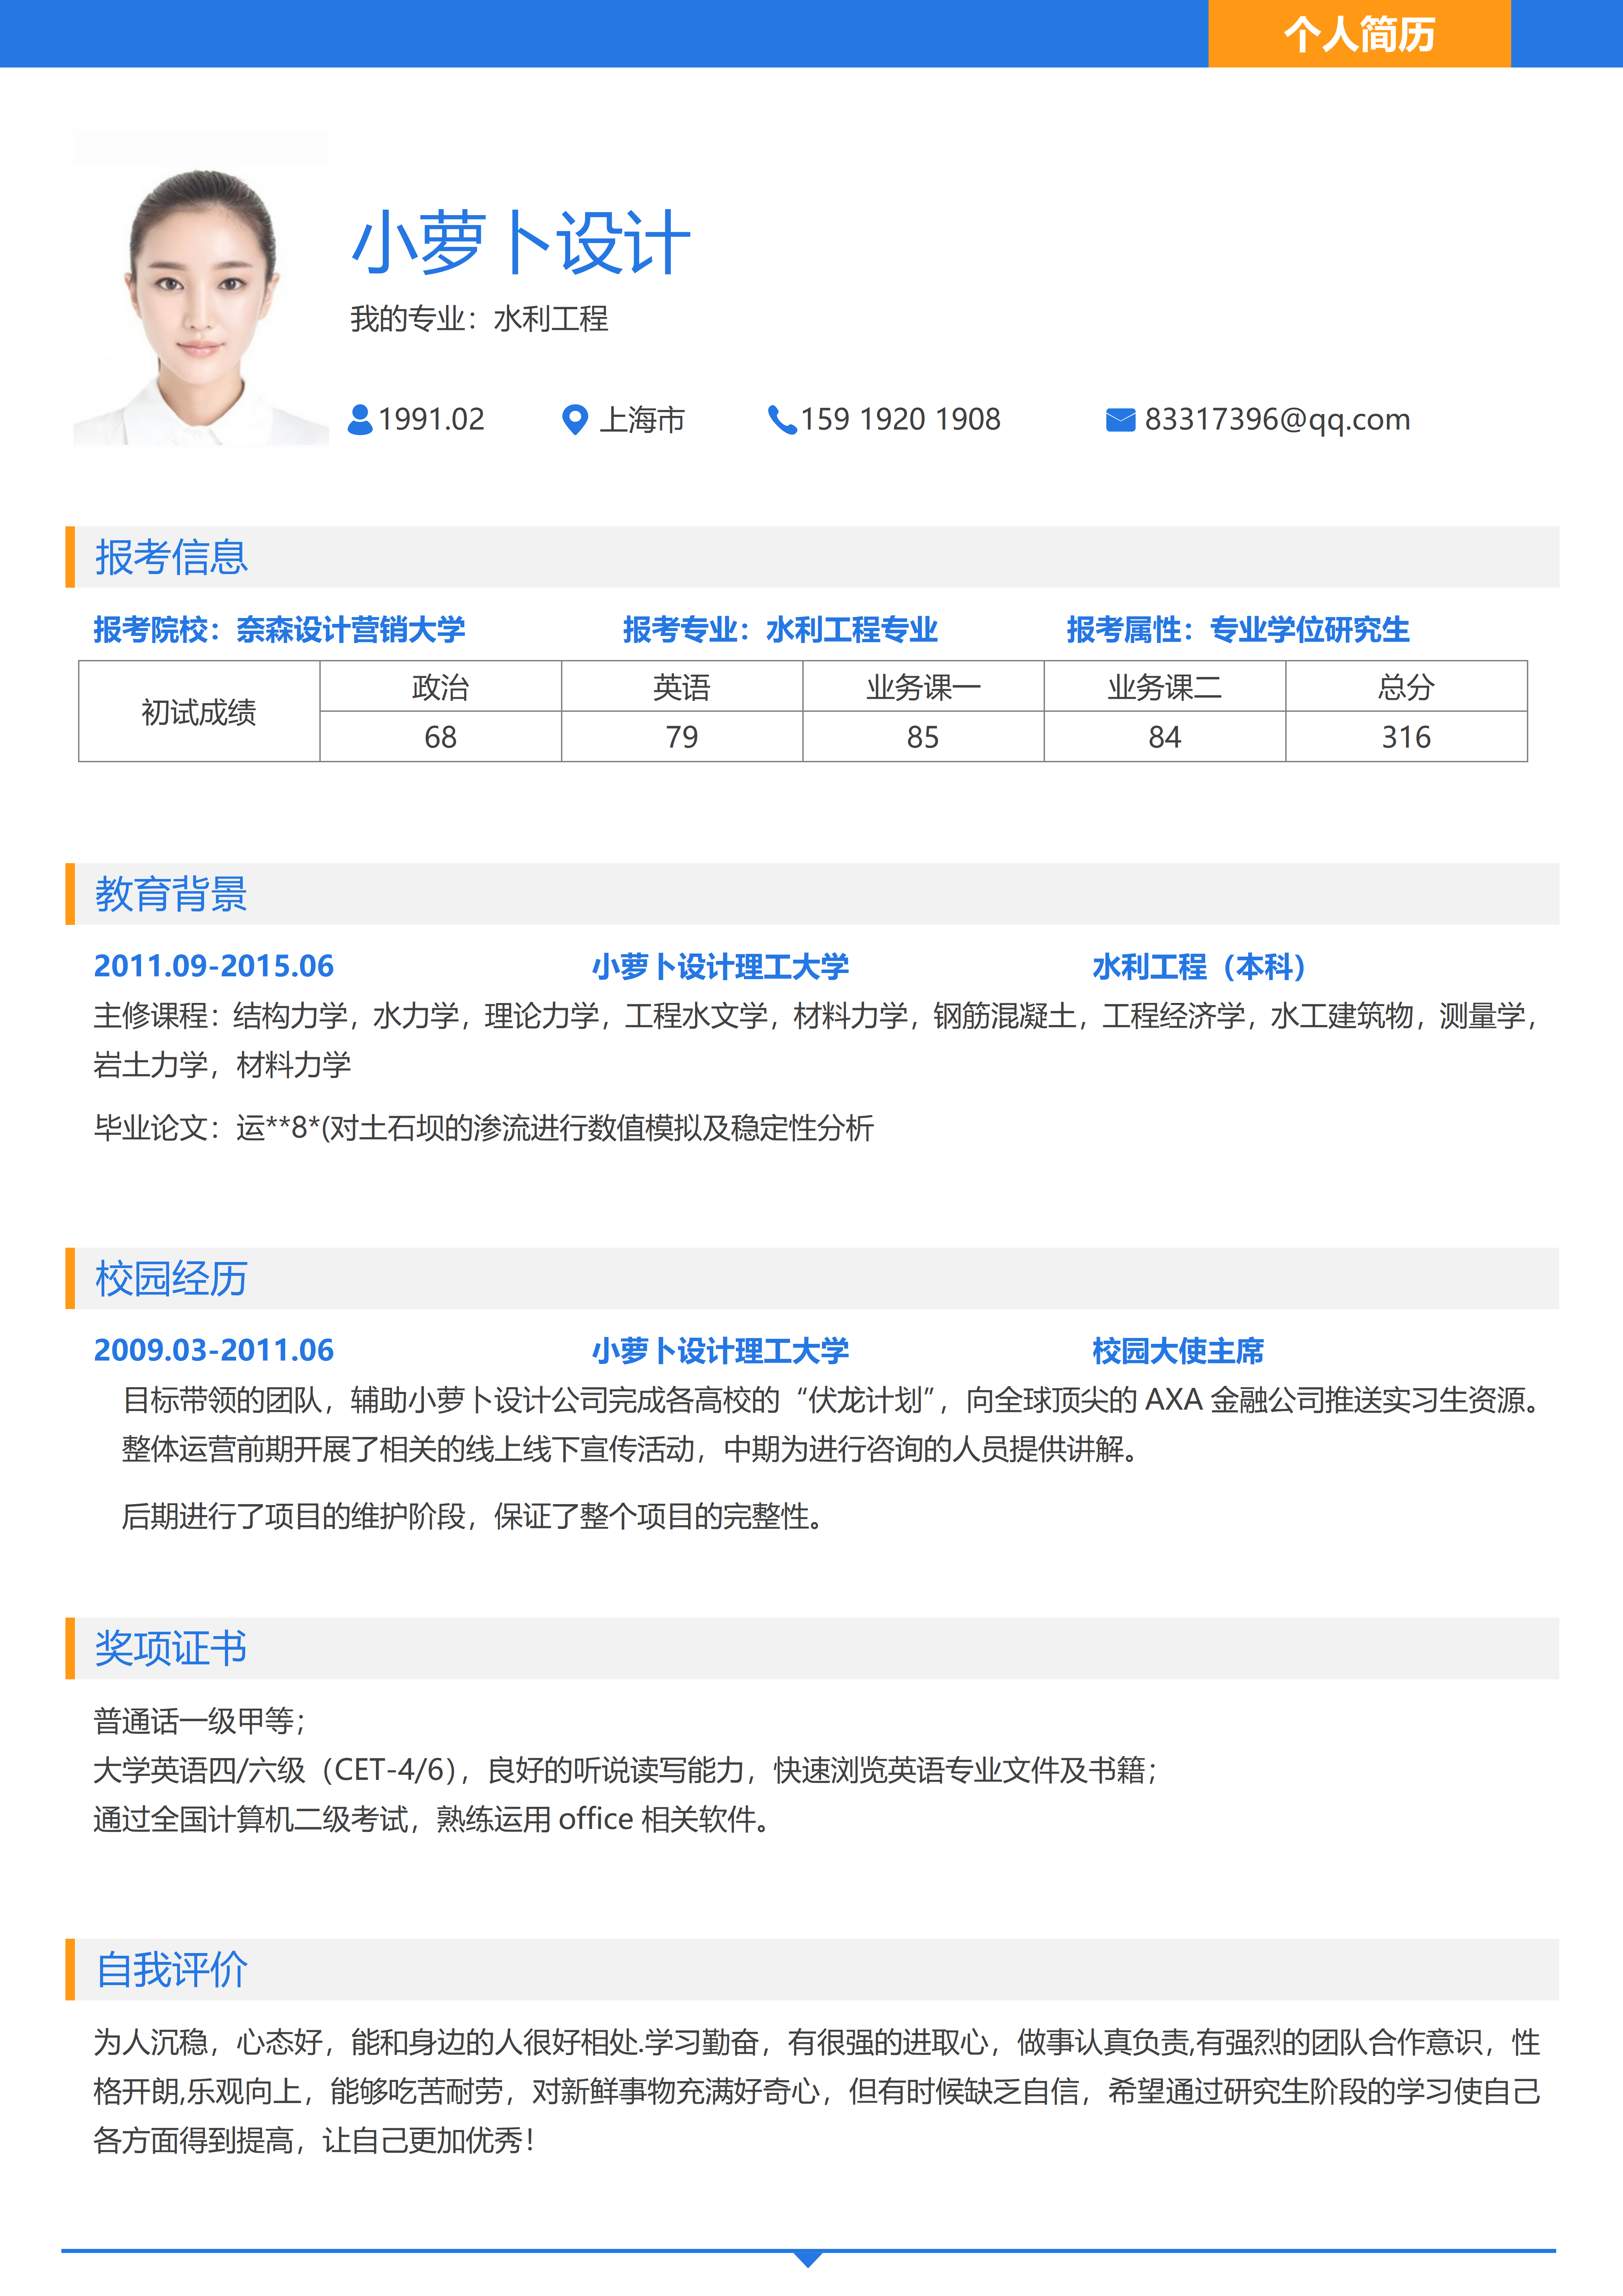 个人简历
小萝卜设计
我的专业：水利工程
1991.02 上海市 159 1920 1908 83317396@qq.com
报考信息
报考院校：奈森设计营销大学 报考专业：水利工程专业 报考属性：专业学位研究生
初试成绩 政治 英语 业务课一 业务课二 总分
68 79 85 84 316
教育背景
2011.09-2015.06 小萝卜设计理工大学 水利工程（本科）
主修课程：结构力学，水力学，理论力学，工程水文学，材料力学，钢筋混凝土，工程经济学，水工建筑物，测量学，
岩土力学，材料力学
毕业论文：运**8*(对土石坝的渗流进行数值模拟及稳定性分析
校园经历
2009.03-2011.06 小萝卜设计理工大学 校园大使主席
目标带领的团队，辅助小萝卜设计公司完成各高校的“伏龙计划”，向全球顶尖的 AXA 金融公司推送实习生资源。
整体运营前期开展了相关的线上线下宣传活动，中期为进行咨询的人员提供讲解。
后期进行了项目的维护阶段，保证了整个项目的完整性。
奖项证书
普通话一级甲等；
大学英语四/六级（CET-4/6），良好的听说读写能力，快速浏览英语专业文件及书籍；
通过全国计算机二级考试，熟练运用 office 相关软件。
自我评价
为人沉稳，心态好，能和身边的人很好相处.学习勤奋，有很强的进取心，做事认真负责,有强烈的团队合作意识，性
格开朗,乐观向上，能够吃苦耐劳，对新鲜事物充满好奇心，但有时候缺乏自信，希望通过研究生阶段的学习使自己
各方面得到提高，让自己更加优秀！